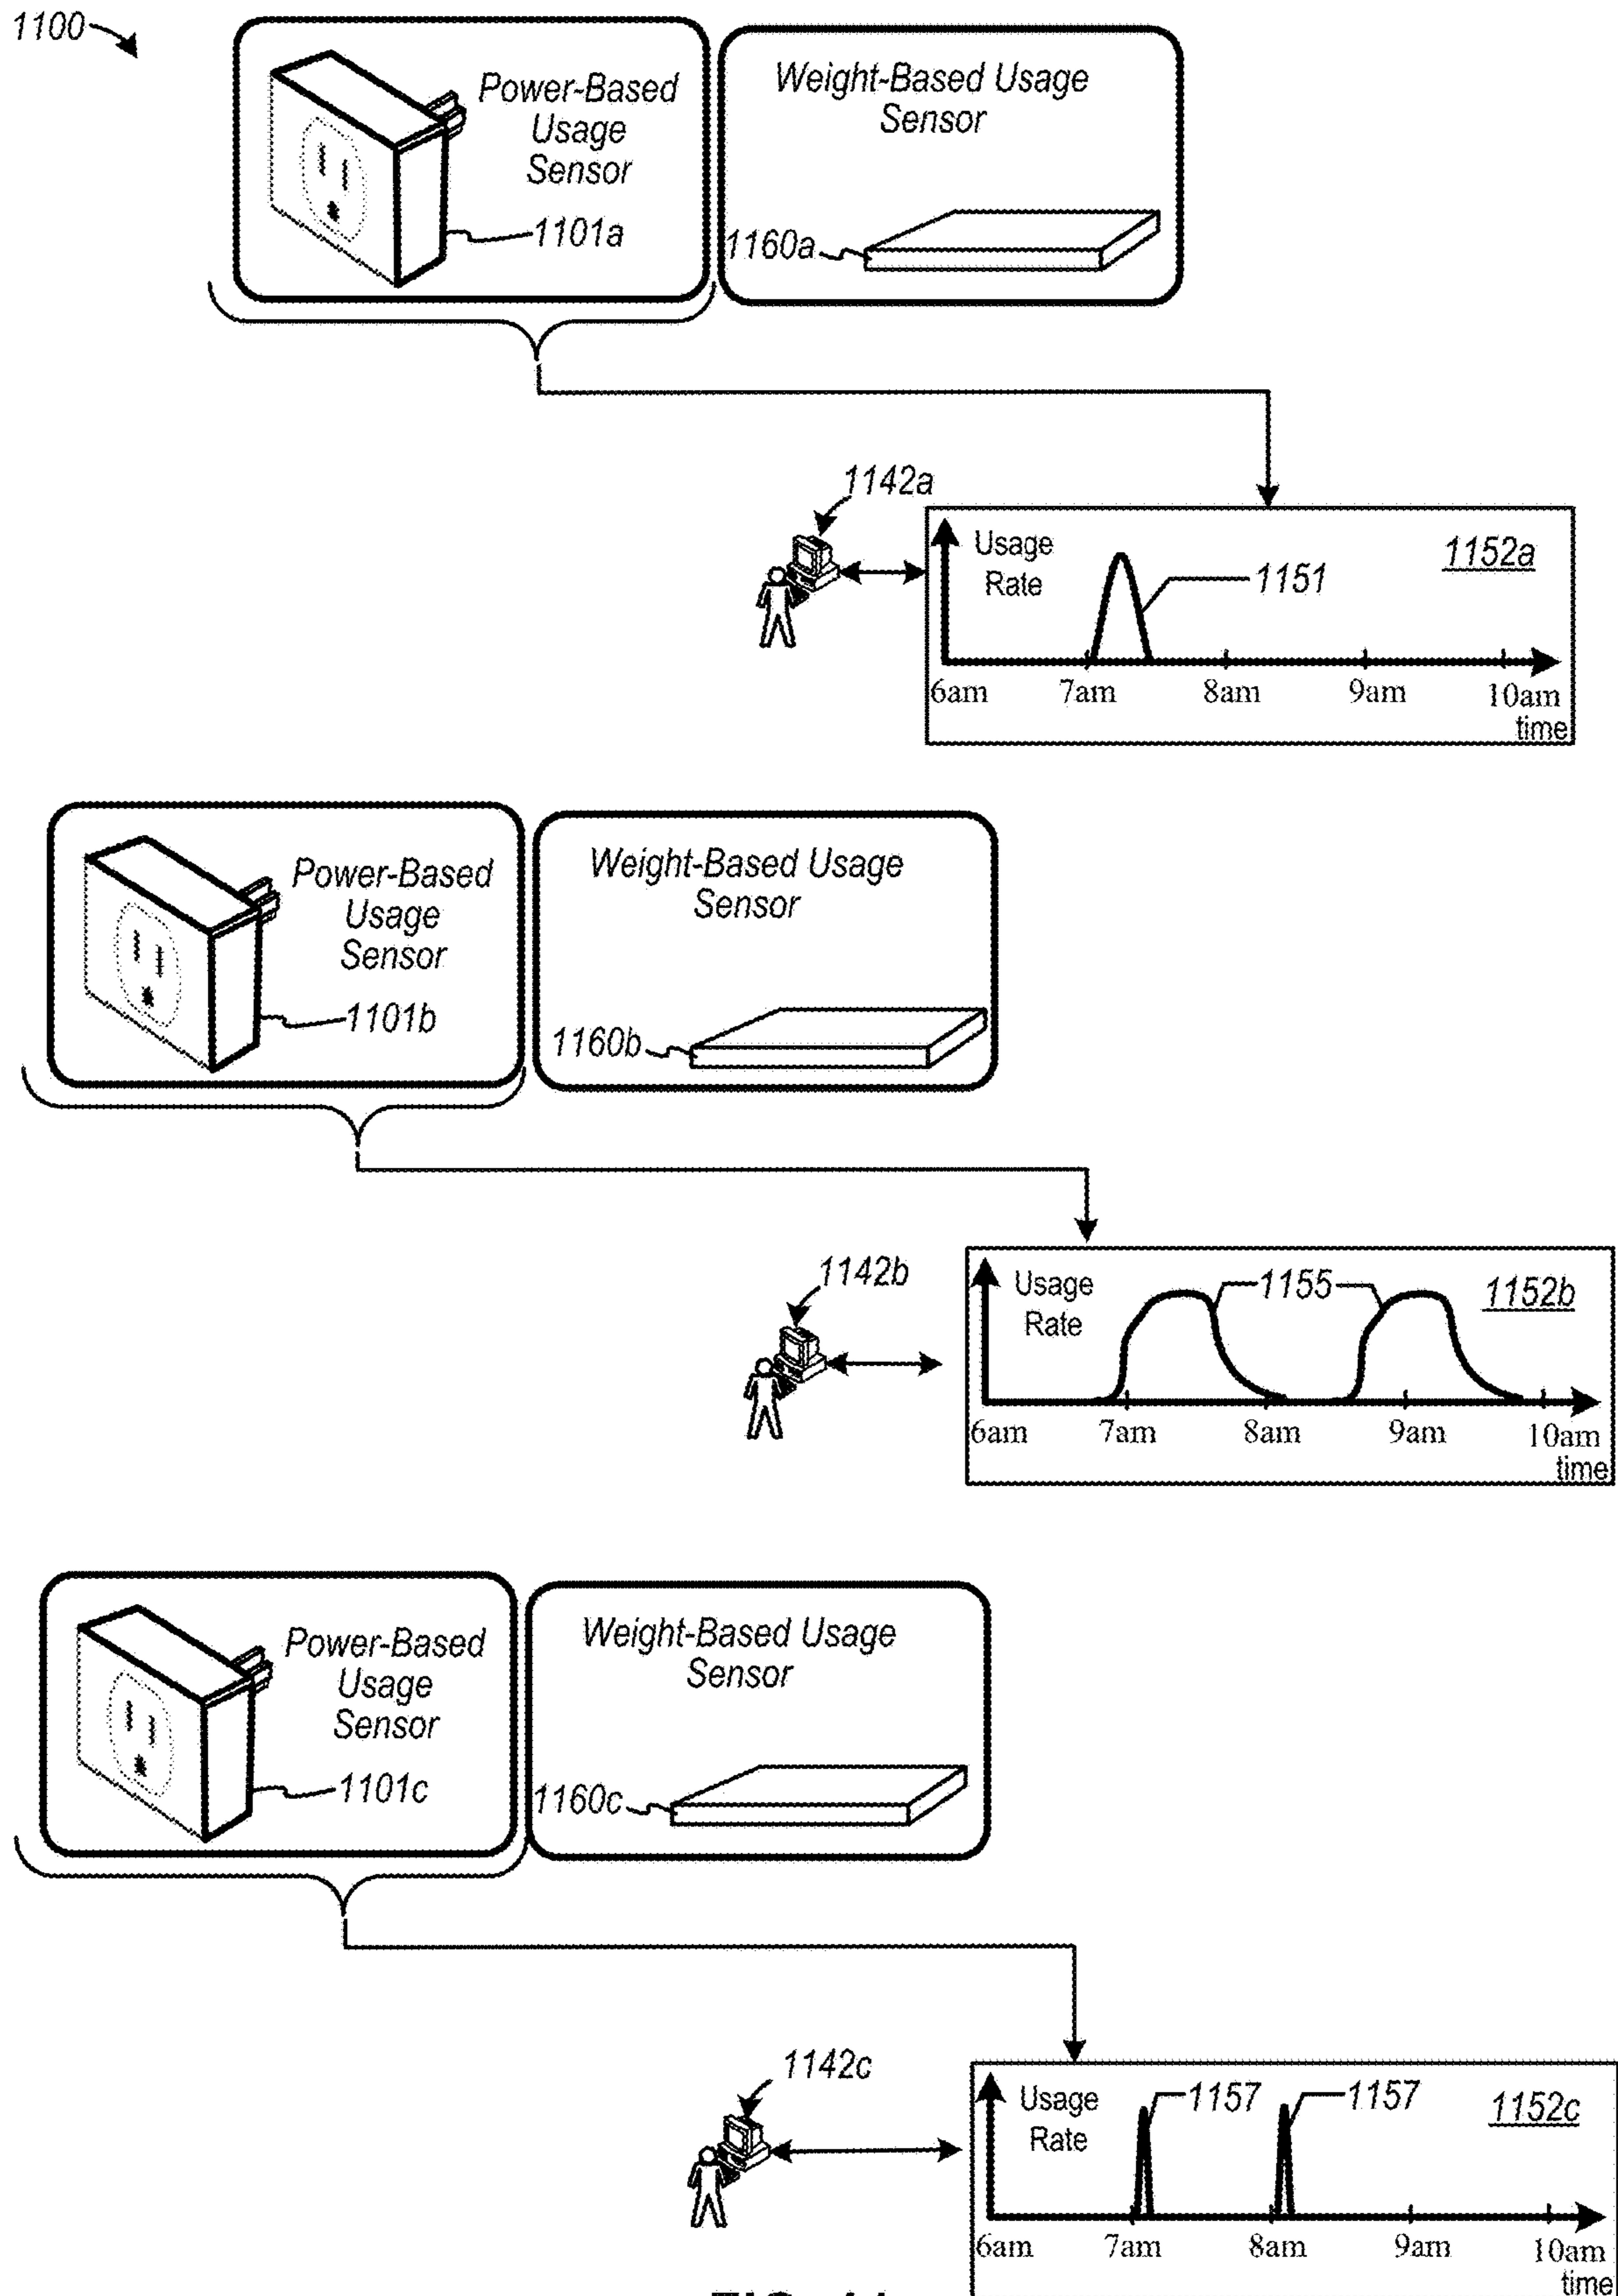 1100
Power-Based
Usage
Sensor
1101a
Weight-Based Usage
Sensor
1160a
1142a
Usage
Rate
1151
1152a
6am 7am 8am 9am 10am
time
Power-Based
Usage
Sensor
1101b
Weight-Based Usage
Sensor
1160b
1142b
Usage
Rate
1155
1152b
6am 7am 8am 9am 10am
time
Power-Based
Usage
Sensor
1101c
Weight-Based Usage
Sensor
1160c
1142c
Usage
Rate
1157
1157
1152c
6am 7am 8am 9am 10am
time